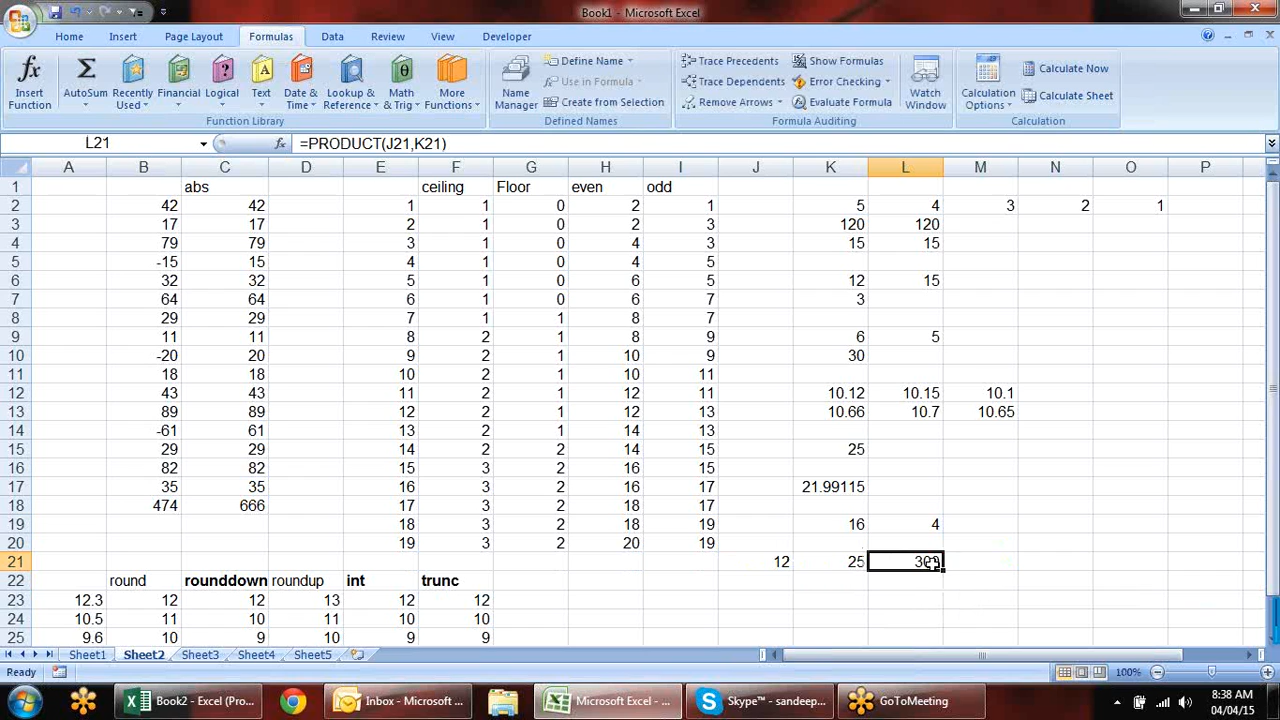 Book1 - Microsoft Excel
Home Insert Page Layout Formulas Data Review View Developer
Insert Function AutoSum Recently Used Financial Logical Text Date & Time Lookup & Reference Math & Trig More Functions Name Manager Define Name Use in Formula Create from Selection Trace Precedents Trace Dependents Remove Arrows Show Formulas Error Checking Evaluate Formula Watch Window Calculation Options Calculate Now Calculate Sheet
Function Library Defined Names Formula Auditing Calculation
L21 fx =PRODUCT(J21,K21)
A B C D E F G H I J K L M N O P
1 abs ceiling Floor even odd
2 42 42 1 1 0 2 1 5 4 3 2 1
3 17 17 2 1 0 2 3 120 120
4 79 79 3 1 0 4 3 15 15
5 -15 15 4 1 0 4 5
6 32 32 5 1 0 6 5 12 15
7 64 64 6 1 0 6 7 3
8 29 29 7 1 1 8 7
9 11 11 8 2 1 8 9 6 5
10 -20 20 9 2 1 10 9 30
11 18 18 10 2 1 10 11
12 43 43 11 2 1 12 11 10.12 10.15 10.1
13 89 89 12 2 1 12 13 10.66 10.7 10.65
14 -61 61 13 2 1 14 13
15 29 29 14 2 2 14 15 25
16 82 82 15 3 2 16 15
17 35 35 16 3 2 16 17 21.99115
18 474 666 17 3 2 18 17
19 18 3 2 18 19 16 4
20 19 3 2 20 19
21 12 25 300
22 round rounddown roundup int trunc
23 12.3 12 12 13 12 12
24 10.5 11 10 11 10 10
25 9.6 10 9 10 9 9
Sheet1 Sheet2 Sheet3 Sheet4 Sheet5
Ready 100%
Book2 - Excel (Pro... Inbox - Microsoft ... Microsoft Excel - ... Skype™ - sandeep... GoToMeeting 8:38 AM
04/04/15